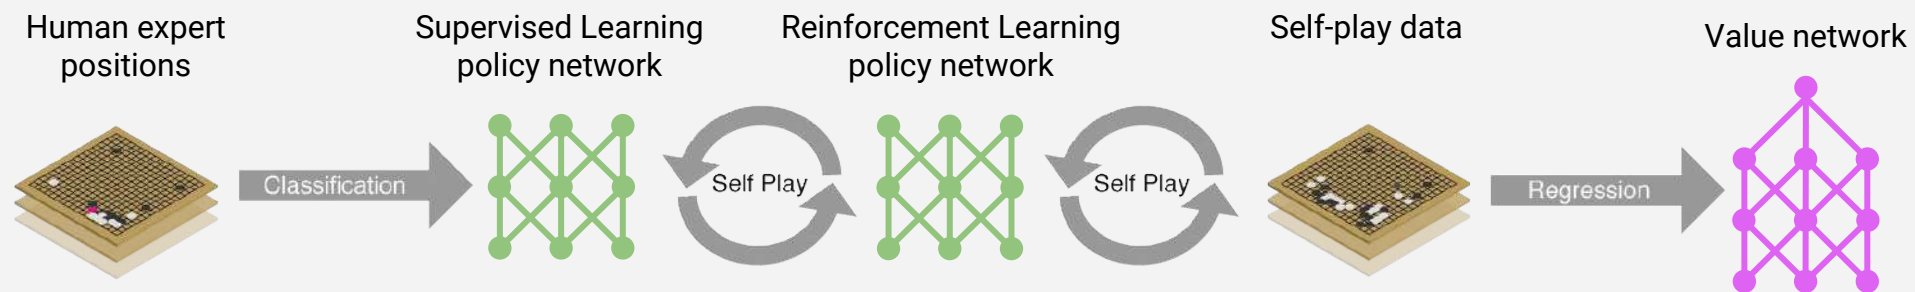 Human expert
positions
Classification
Supervised Learning
policy network
Self Play
Reinforcement Learning
policy network
Self Play
Self-play data
Regression
Value network